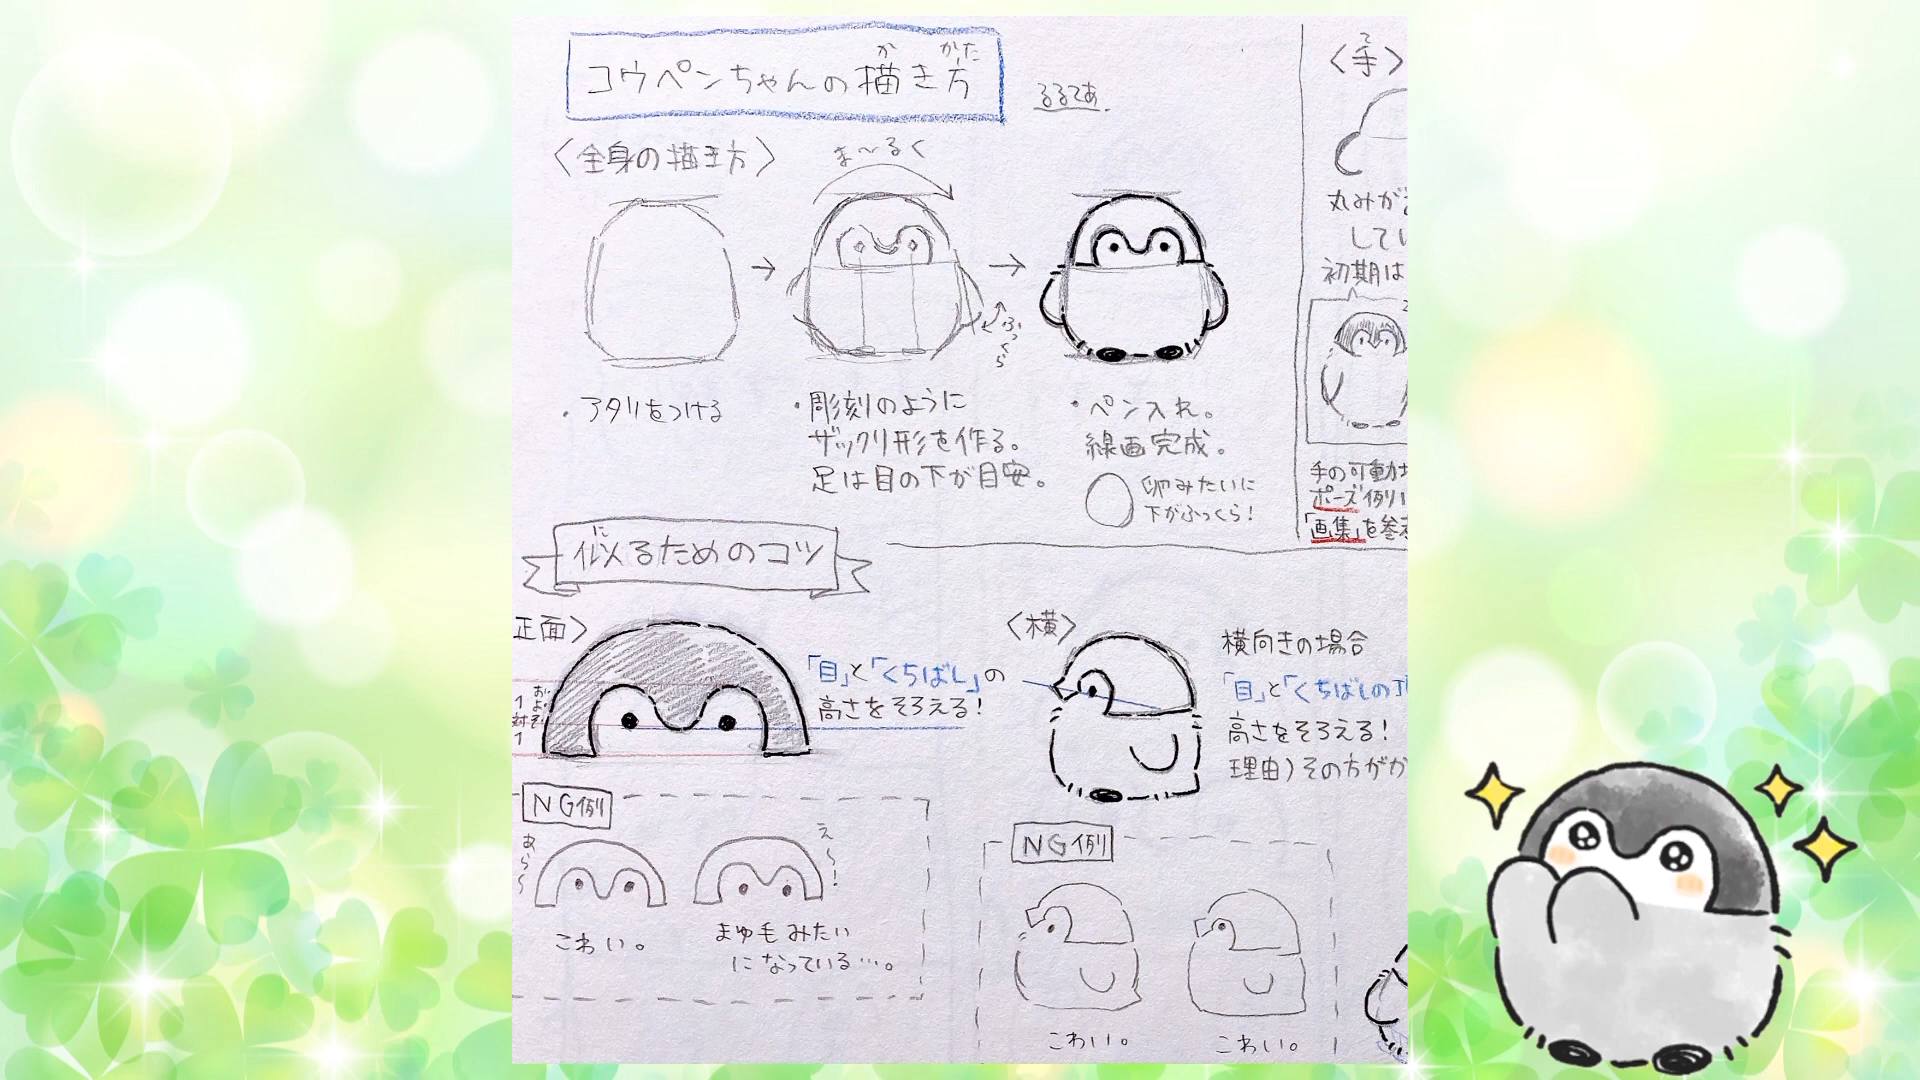 コウペンちゃんの描き方
か かた
るるてあ
〈全身の描き方〉
ま〜るく
ふっくら
・アタリをつける
・彫刻のように
ザックリ形を作る。
足は目の下が目安。
・ペン入れ。
線画完成。
卵みたいに
下がふっくら!
〈手〉
て
丸みが
してい
初期は
手の可動
ポーズ例
「画集」を参
似るためのコツ
に
正面〉
おおよそ
1対1
「目」と「くちばし」の
高さをそろえる!
NG例
あら〜
こわい。
え〜!
まゆ毛みたい
になっている…。
〈横〉
横向きの場合
「目」と「くちばしの
高さをそろえる!
理由)その方が
NG例
こわい。
こわい。